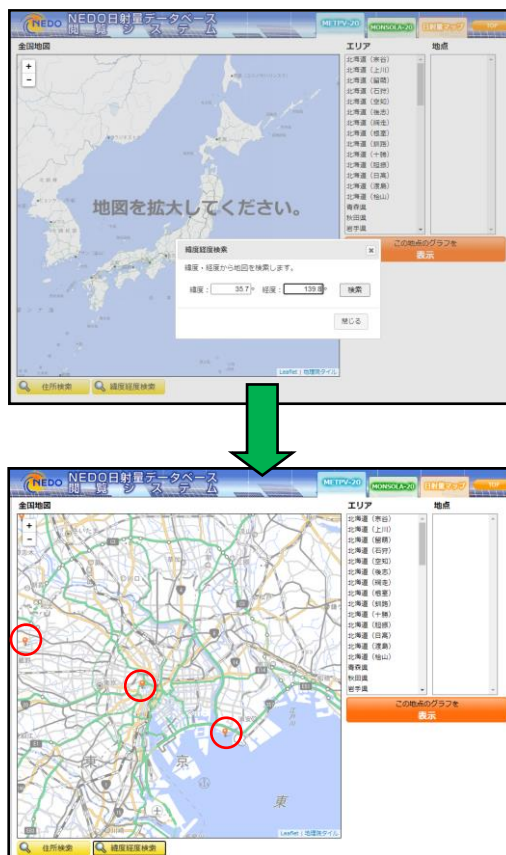 NEDO
NEDO日射量データベース
閲覧システム
METPV-20
MONSOLA-20
日射量マップ
TOP
全国地図
エリア
地点
+
-
北海道（宗谷）
北海道（上川）
北海道（留萌）
北海道（石狩）
北海道（空知）
北海道（後志）
北海道（網走）
北海道（根室）
北海道（釧路）
北海道（十勝）
北海道（胆振）
北海道（日高）
北海道（渡島）
北海道（檜山）
青森県
秋田県
岩手県
地図を拡大してください。
緯度経度検索
緯度・経度から地図を検索します。
緯度： 35.7 ° 経度： 139.8 ° 検索
閉じる
この地点のグラフを
表示
Leaflet | 地理院タイル
住所検索
緯度経度検索
NEDO
NEDO日射量データベース
閲覧システム
METPV-20
MONSOLA-20
日射量マップ
TOP
全国地図
エリア
地点
+
-
北海道（宗谷）
北海道（上川）
北海道（留萌）
北海道（石狩）
北海道（空知）
北海道（後志）
北海道（網走）
北海道（根室）
北海道（釧路）
北海道（十勝）
北海道（胆振）
北海道（日高）
北海道（渡島）
北海道（檜山）
青森県
秋田県
岩手県
この地点のグラフを
表示
東
京
東
Leaflet | 地理院タイル
住所検索
緯度経度検索